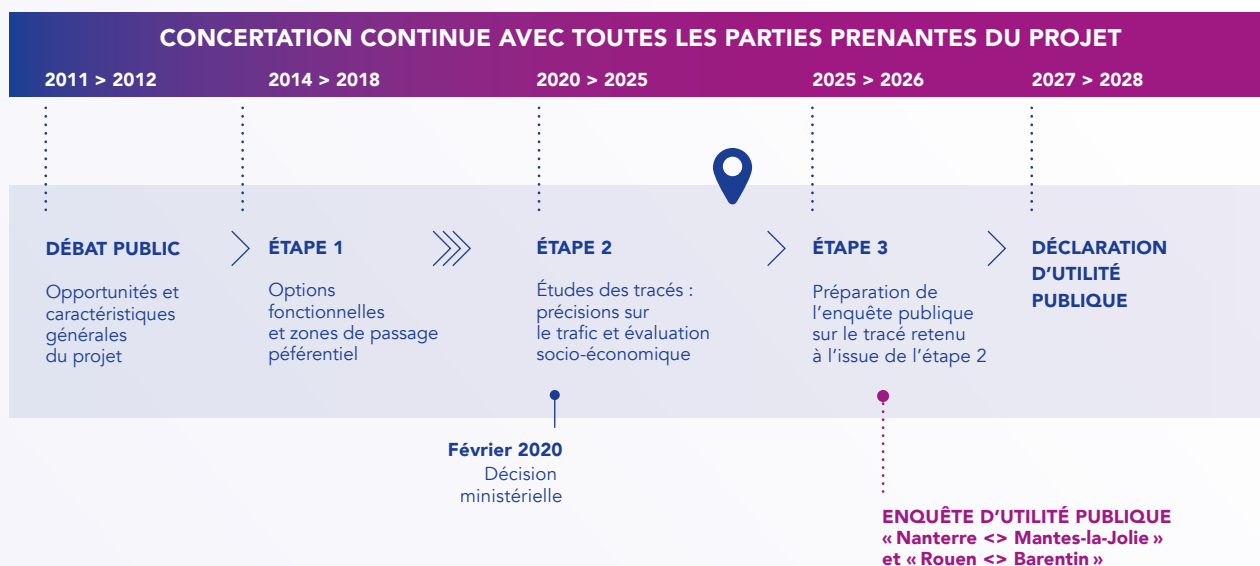 CONCERTATION CONTINUE AVEC TOUTES LES PARTIES PRENANTES DU PROJET
2011 > 2012
2014 > 2018
2020 > 2025
2025 > 2026
2027 > 2028
DÉBAT PUBLIC
Opportunités et
caractéristiques
générales
du projet
ÉTAPE 1
Options
fonctionnelles
et zones de passage
péférentiel
ÉTAPE 2
Études des tracés :
précisions sur
le trafic et évaluation
socio-économique
ÉTAPE 3
Préparation de
l’enquête publique
sur le tracé retenu
à l’issue de l’étape 2
DÉCLARATION
D’UTILITÉ
PUBLIQUE
Février 2020
Décision
ministérielle
ENQUÊTE D’UTILITÉ PUBLIQUE
« Nanterre <> Mantes-la-Jolie »
et « Rouen <> Barentin »